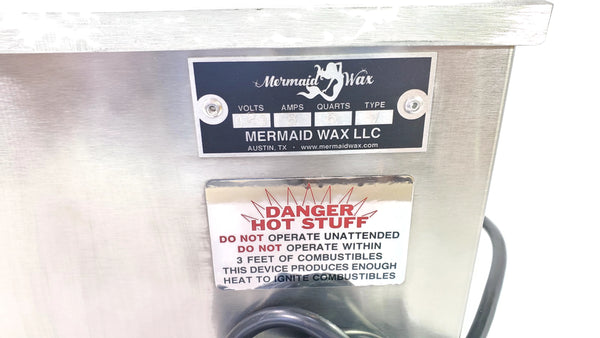 Mermaid Wax
VOLTS AMPS QUARTS TYPE
MERMAID WAX LLC
AUSTIN, TX · www.mermaidwax.com
DANGER
HOT STUFF
DO NOT OPERATE UNATTENDED
DO NOT OPERATE WITHIN
3 FEET OF COMBUSTIBLES
THIS DEVICE PRODUCES ENOUGH
HEAT TO IGNITE COMBUSTIBLES